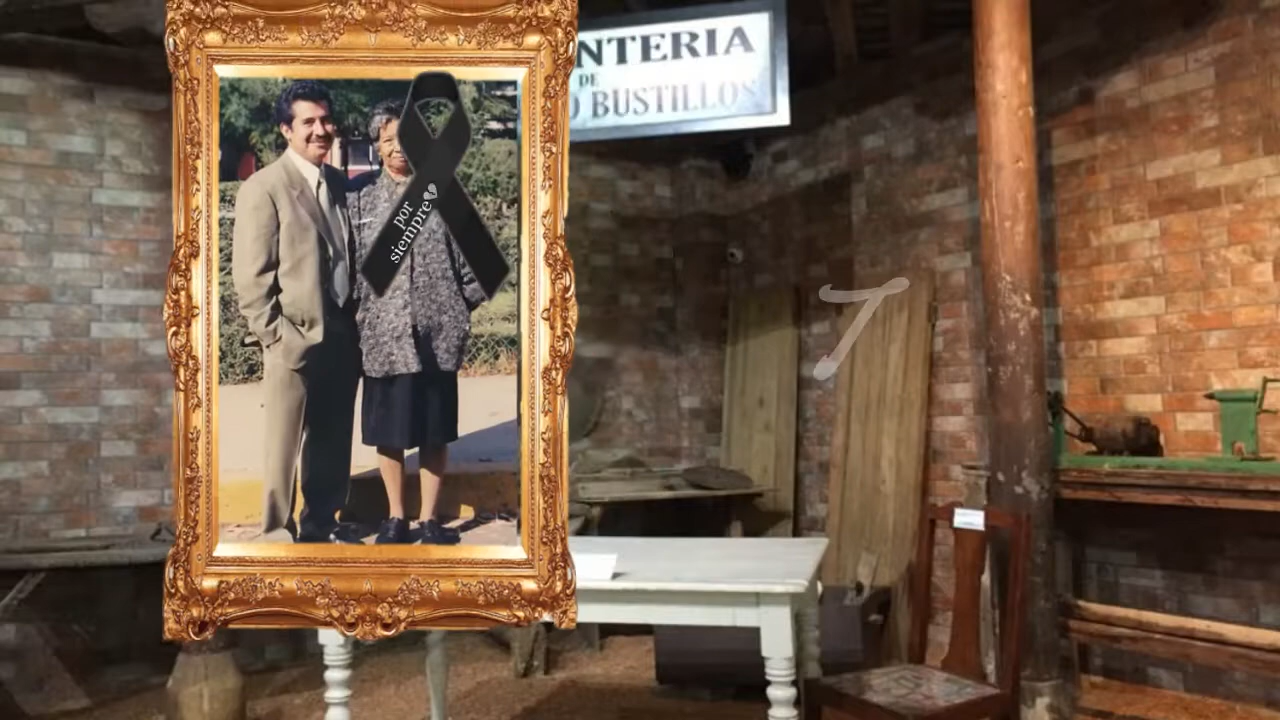 NTERIA
DE
O BUSTILLOS
por
siempre💔
T